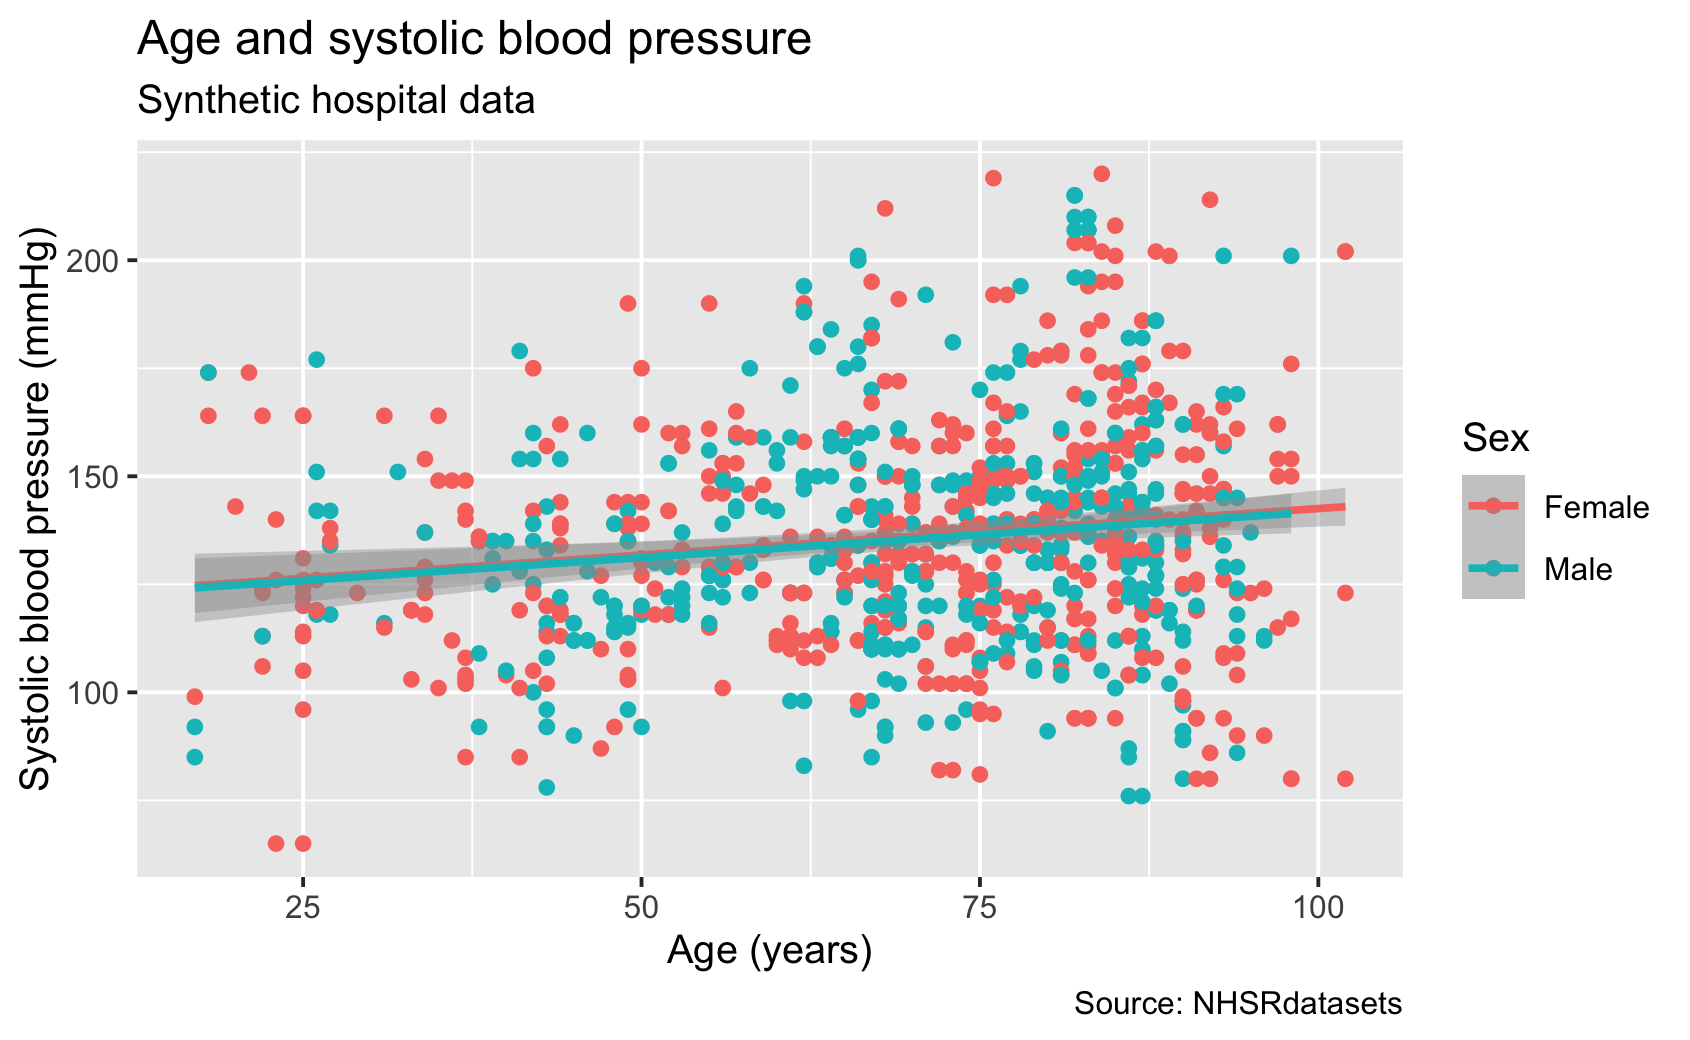 Age and systolic blood pressure
Synthetic hospital data
Systolic blood pressure (mmHg)
200
150
100
25 50 75 100
Age (years)
Sex
Female
Male
Source: NHSRdatasets